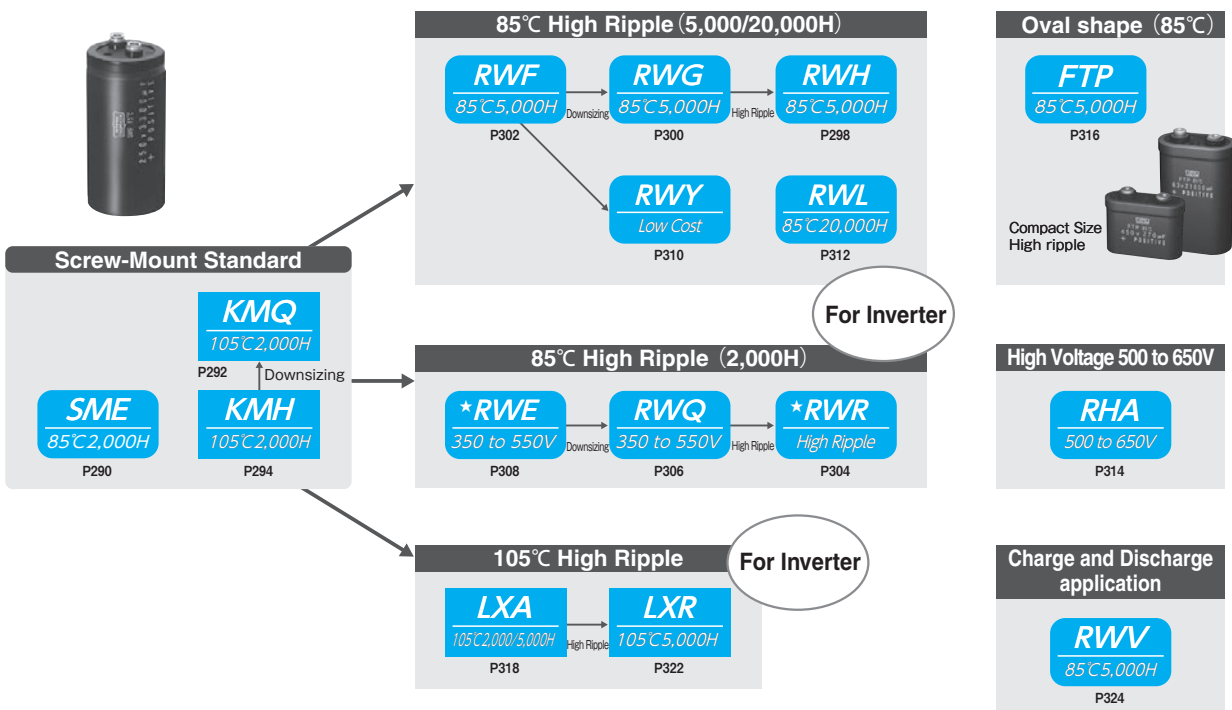 85℃ High Ripple（5,000/20,000H）
RWF
85℃5,000H
P302
Downsizing
RWG
85℃5,000H
P300
High Ripple
RWH
85℃5,000H
P298
RWY
Low Cost
P310
RWL
85℃20,000H
P312
For Inverter
Oval shape（85℃）
FTP
85℃5,000H
P316
Compact Size
High ripple
Screw-Mount Standard
KMQ
105℃2,000H
P292
Downsizing
SME
85℃2,000H
P290
KMH
105℃2,000H
P294
85℃ High Ripple（2,000H）
★RWE
350 to 550V
P308
Downsizing
RWQ
350 to 550V
P306
High Ripple
★RWR
High Ripple
P304
High Voltage 500 to 650V
RHA
500 to 650V
P314
105℃ High Ripple
For Inverter
LXA
105℃2,000/5,000H
P318
High Ripple
LXR
105℃5,000H
P322
Charge and Discharge
application
RWV
85℃5,000H
P324